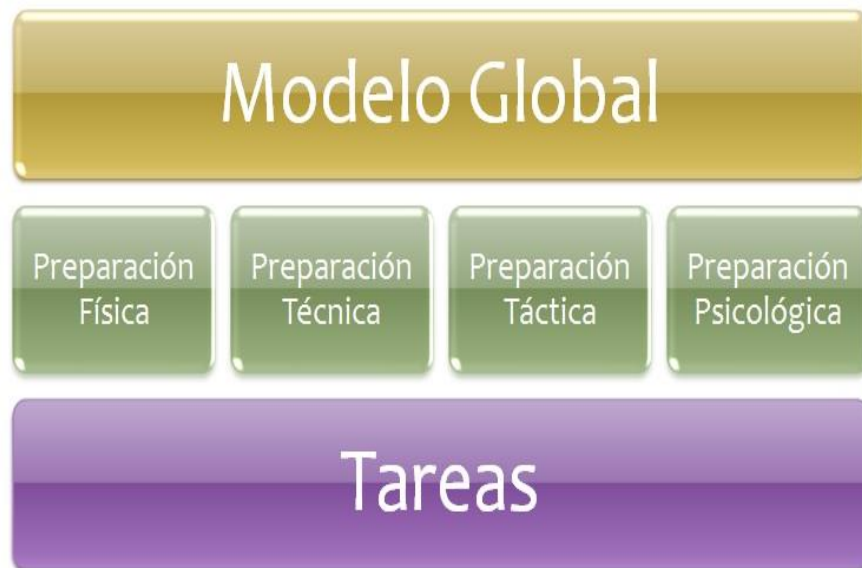 Modelo Global
Preparación
Física
Preparación
Técnica
Preparación
Táctica
Preparación
Psicológica
Tareas